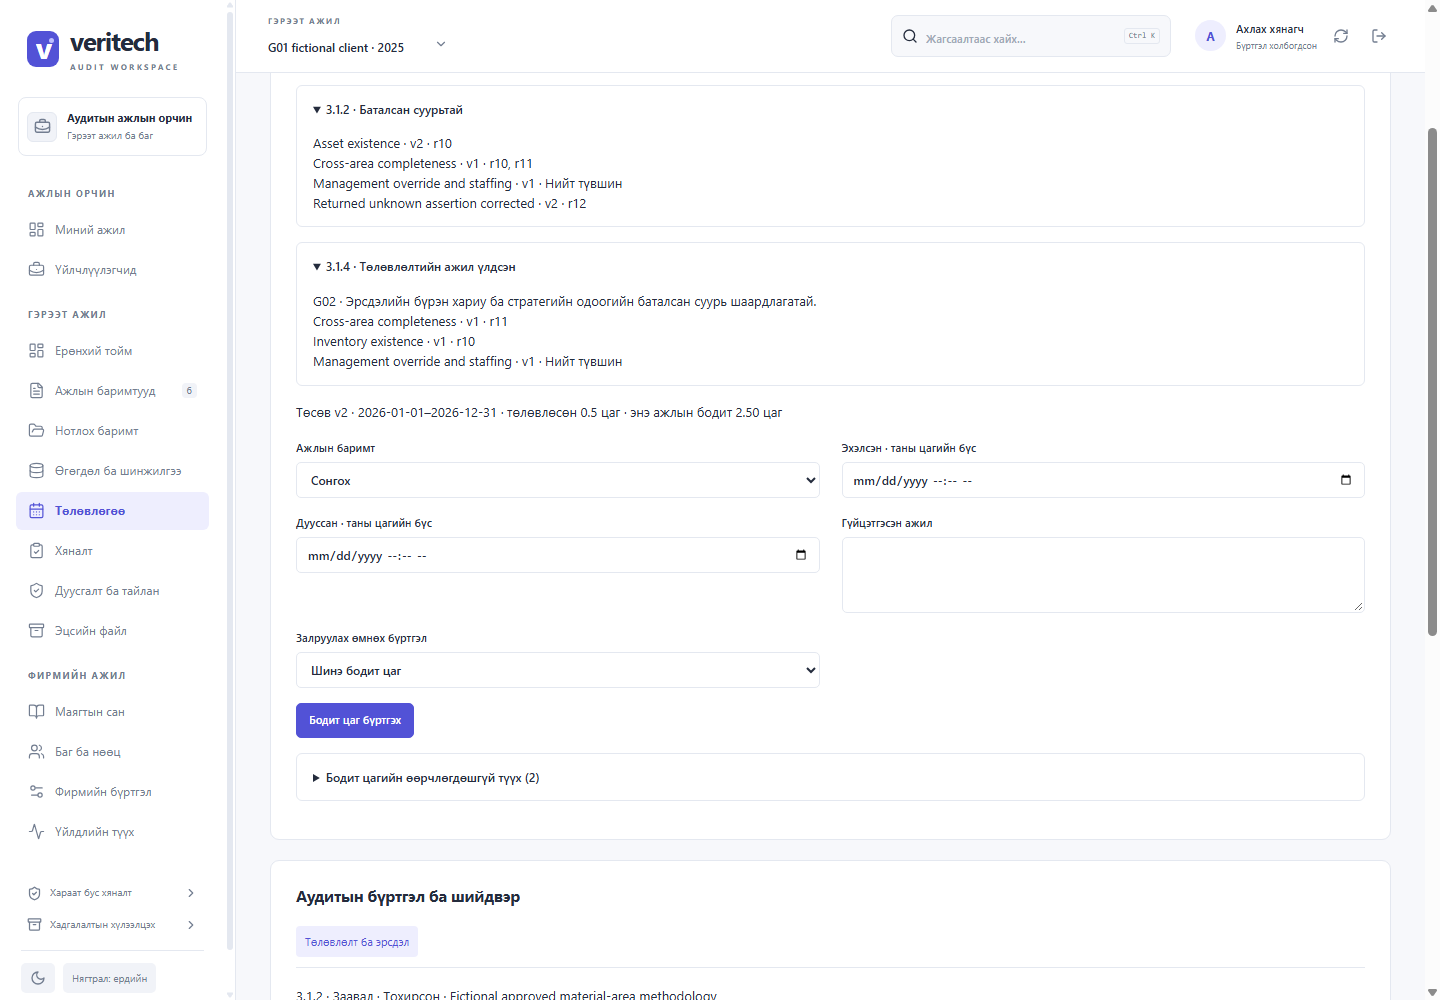 veritech
AUDIT WORKSPACE
Аудитын ажлын орчин
Гэрээт ажил ба баг
АЖЛЫН ОРЧИН
Миний ажил
Үйлчлүүлэгчид
ГЭРЭЭТ АЖИЛ
Ерөнхий тойм
Ажлын баримтууд
6
Нотлох баримт
Өгөгдөл ба шинжилгээ
Төлөвлөгөө
Хяналт
Дуусгалт ба тайлан
Эцсийн файл
ФИРМИЙН АЖИЛ
Маягтын сан
Баг ба нөөц
Фирмийн бүртгэл
Үйлдлийн түүх
Хараат бус хяналт
Хадгалалтын хүлээлцэх
Нягтрал: ердийн
ГЭРЭЭТ АЖИЛ
G01 fictional client · 2025
Жагсаалтаас хайх...
Ctrl K
А
Ахлах хянагч
Бүртгэл холбогдсон
▼ 3.1.2 · Баталсан суурьтай
Asset existence · v2 · r10
Cross-area completeness · v1 · r10, r11
Management override and staffing · v1 · Нийт түвшин
Returned unknown assertion corrected · v2 · r12
▼ 3.1.4 · Төлөвлөлтийн ажил үлдсэн
G02 · Эрсдэлийн бүрэн хариу ба стратегийн одоогийн баталсан суурь шаардлагатай.
Cross-area completeness · v1 · r11
Inventory existence · v1 · r10
Management override and staffing · v1 · Нийт түвшин
Төсөв v2 · 2026-01-01–2026-12-31 · төлөвлөсөн 0.5 цаг · энэ ажлын бодит 2.50 цаг
Ажлын баримт
Сонгох
Эхэлсэн · таны цагийн бүс
mm/dd/yyyy --:-- --
Дууссан · таны цагийн бүс
mm/dd/yyyy --:-- --
Гүйцэтгэсэн ажил
Залруулах өмнөх бүртгэл
Шинэ бодит цаг
Бодит цаг бүртгэх
▶ Бодит цагийн өөрчлөгдөшгүй түүх (2)
Аудитын бүртгэл ба шийдвэр
Төлөвлөлт ба эрсдэл
3.1.2 · Заавал · Тохирсон · Fictional approved material-area methodology